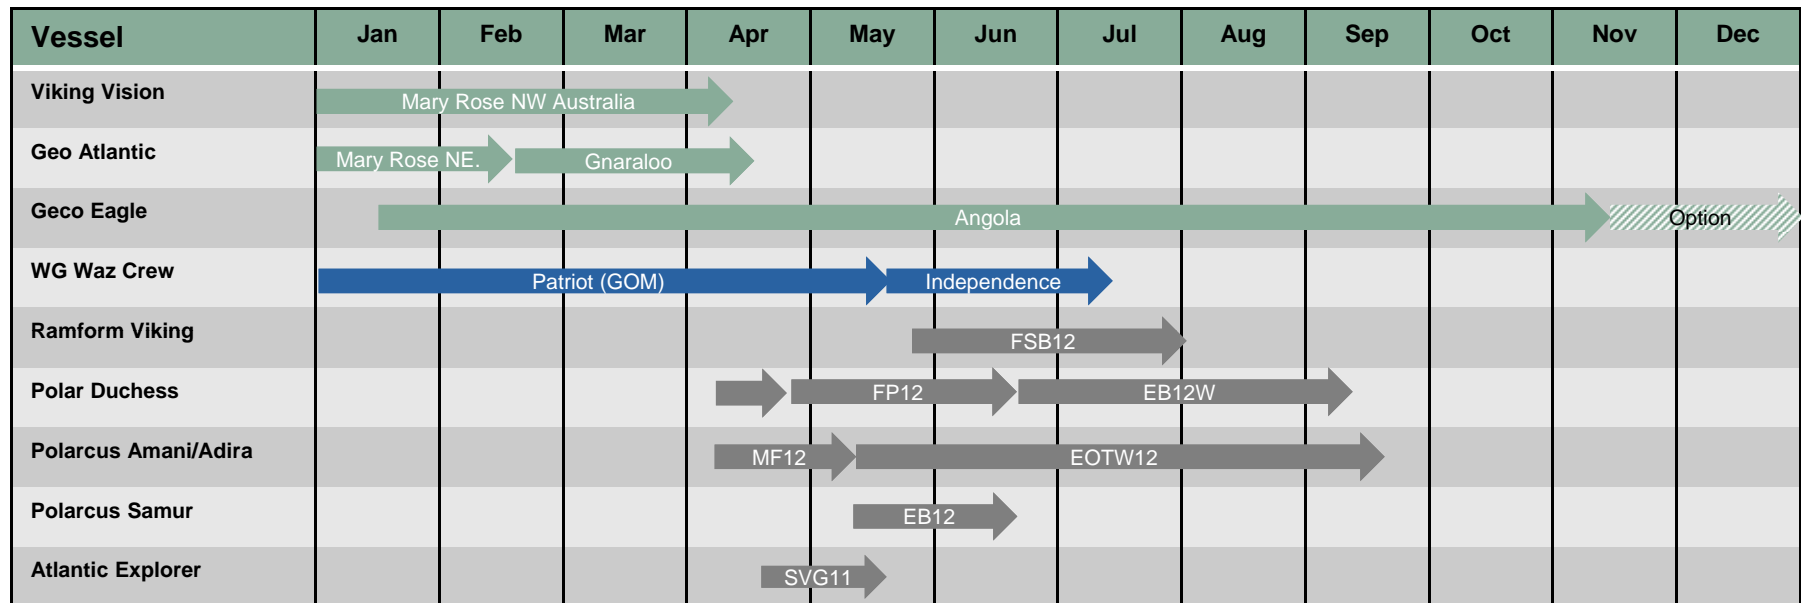 Vessel Jan Feb Mar Apr May Jun Jul Aug Sep Oct Nov Dec
Viking Vision Mary Rose NW Australia
Geo Atlantic Mary Rose NE. Gnaraloo
Geco Eagle Angola Option
WG Waz Crew Patriot (GOM) Independence
Ramform Viking FSB12
Polar Duchess FP12 EB12W
Polarcus Amani/Adira MF12 EOTW12
Polarcus Samur EB12
Atlantic Explorer SVG11